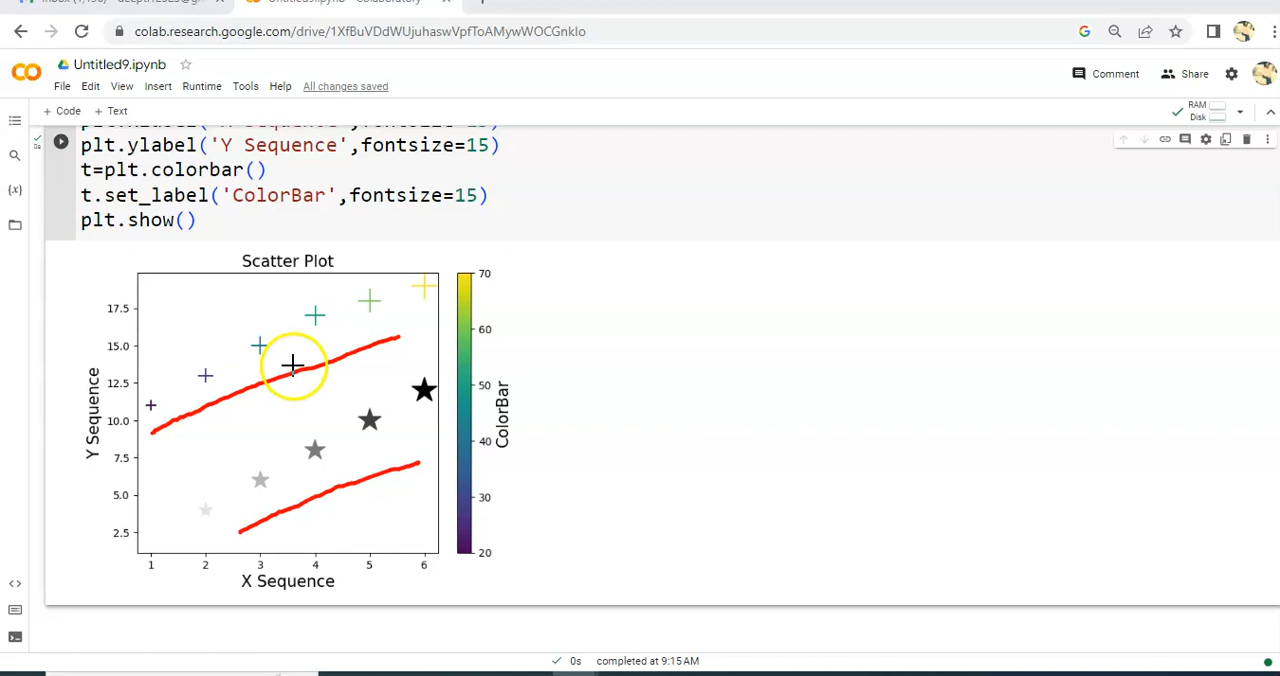 colab.research.google.com/drive/1XfBuVDdWUjuhaswVpfToAMywWOCGnkIo
Untitled9.ipynb
File Edit View Insert Runtime Tools Help All changes saved
Comment Share
+ Code + Text
RAM
Disk
plt.ylabel('Y Sequence',fontsize=15)
t=plt.colorbar()
t.set_label('ColorBar',fontsize=15)
plt.show()
0s
Scatter Plot
17.5
15.0
12.5
10.0
7.5
5.0
2.5
Y Sequence
1 2 3 4 5 6
X Sequence
70
60
50
40
30
20
ColorBar
0s completed at 9:15 AM